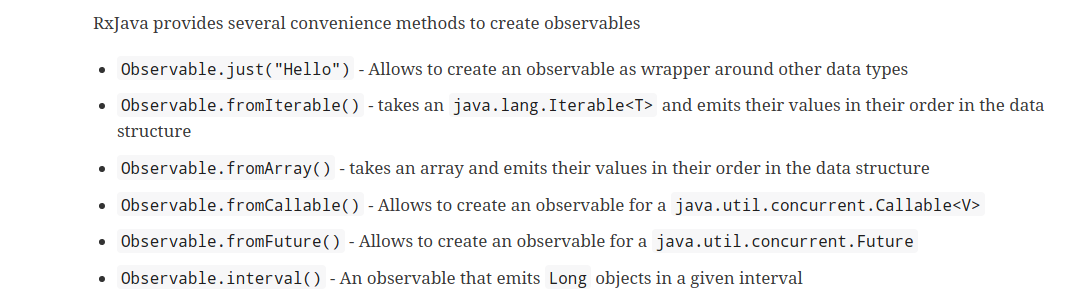 RxJava provides several convenience methods to create observables
• Observable.just("Hello") - Allows to create an observable as wrapper around other data types
• Observable.fromIterable() - takes an java.lang.Iterable<T> and emits their values in their order in the data
structure
• Observable.fromArray() - takes an array and emits their values in their order in the data structure
• Observable.fromCallable() - Allows to create an observable for a java.util.concurrent.Callable<V>
• Observable.fromFuture() - Allows to create an observable for a java.util.concurrent.Future
• Observable.interval() - An observable that emits Long objects in a given interval